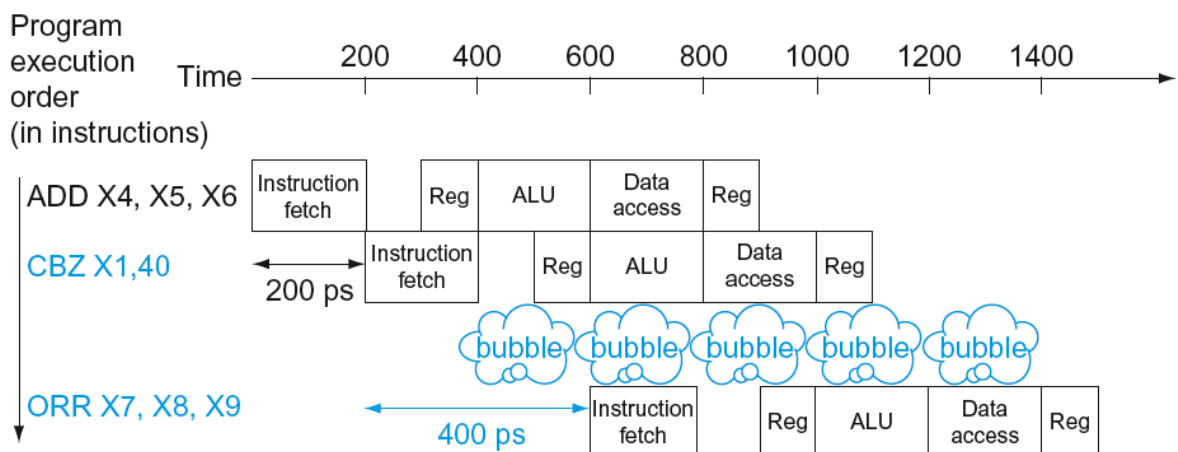 Program
execution
order
(in instructions)
Time
200 400 600 800 1000 1200 1400
ADD X4, X5, X6
Instruction
fetch
Reg
ALU
Data
access
Reg
CBZ X1,40
200 ps
Instruction
fetch
Reg
ALU
Data
access
Reg
bubble bubble bubble bubble bubble
ORR X7, X8, X9
400 ps
Instruction
fetch
Reg
ALU
Data
access
Reg